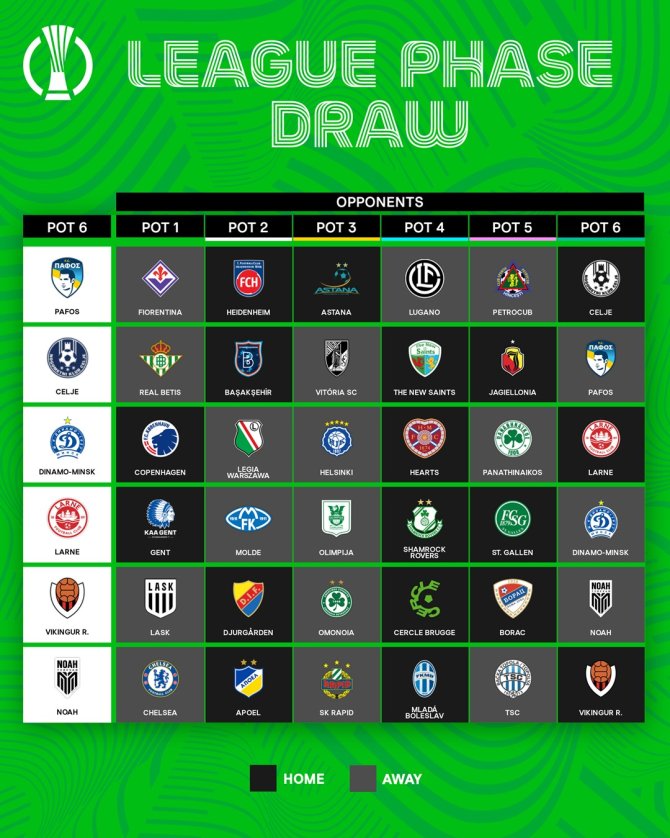 LEAGUE PHASE
DRAW
OPPONENTS
POT 6 POT 1 POT 2 POT 3 POT 4 POT 5 POT 6
PAFOS FIORENTINA HEIDENHEIM ASTANA LUGANO PETROCUB CELJE
CELJE REAL BETIS BAŞAKŞEHİR VITÓRIA SC THE NEW SAINTS JAGIELLONIA PAFOS
DINAMO-MINSK COPENHAGEN LEGIA WARSZAWA HELSINKI HEARTS PANATHINAIKOS LARNE
LARNE GENT MOLDE OLIMPIJA SHAMROCK ROVERS ST. GALLEN DINAMO-MINSK
VIKINGUR R. LASK DJURGÅRDEN OMONOIA CERCLE BRUGGE BORAC NOAH
NOAH CHELSEA APOEL SK RAPID MLADÁ BOLESLAV TSC VIKINGUR R.
HOME AWAY